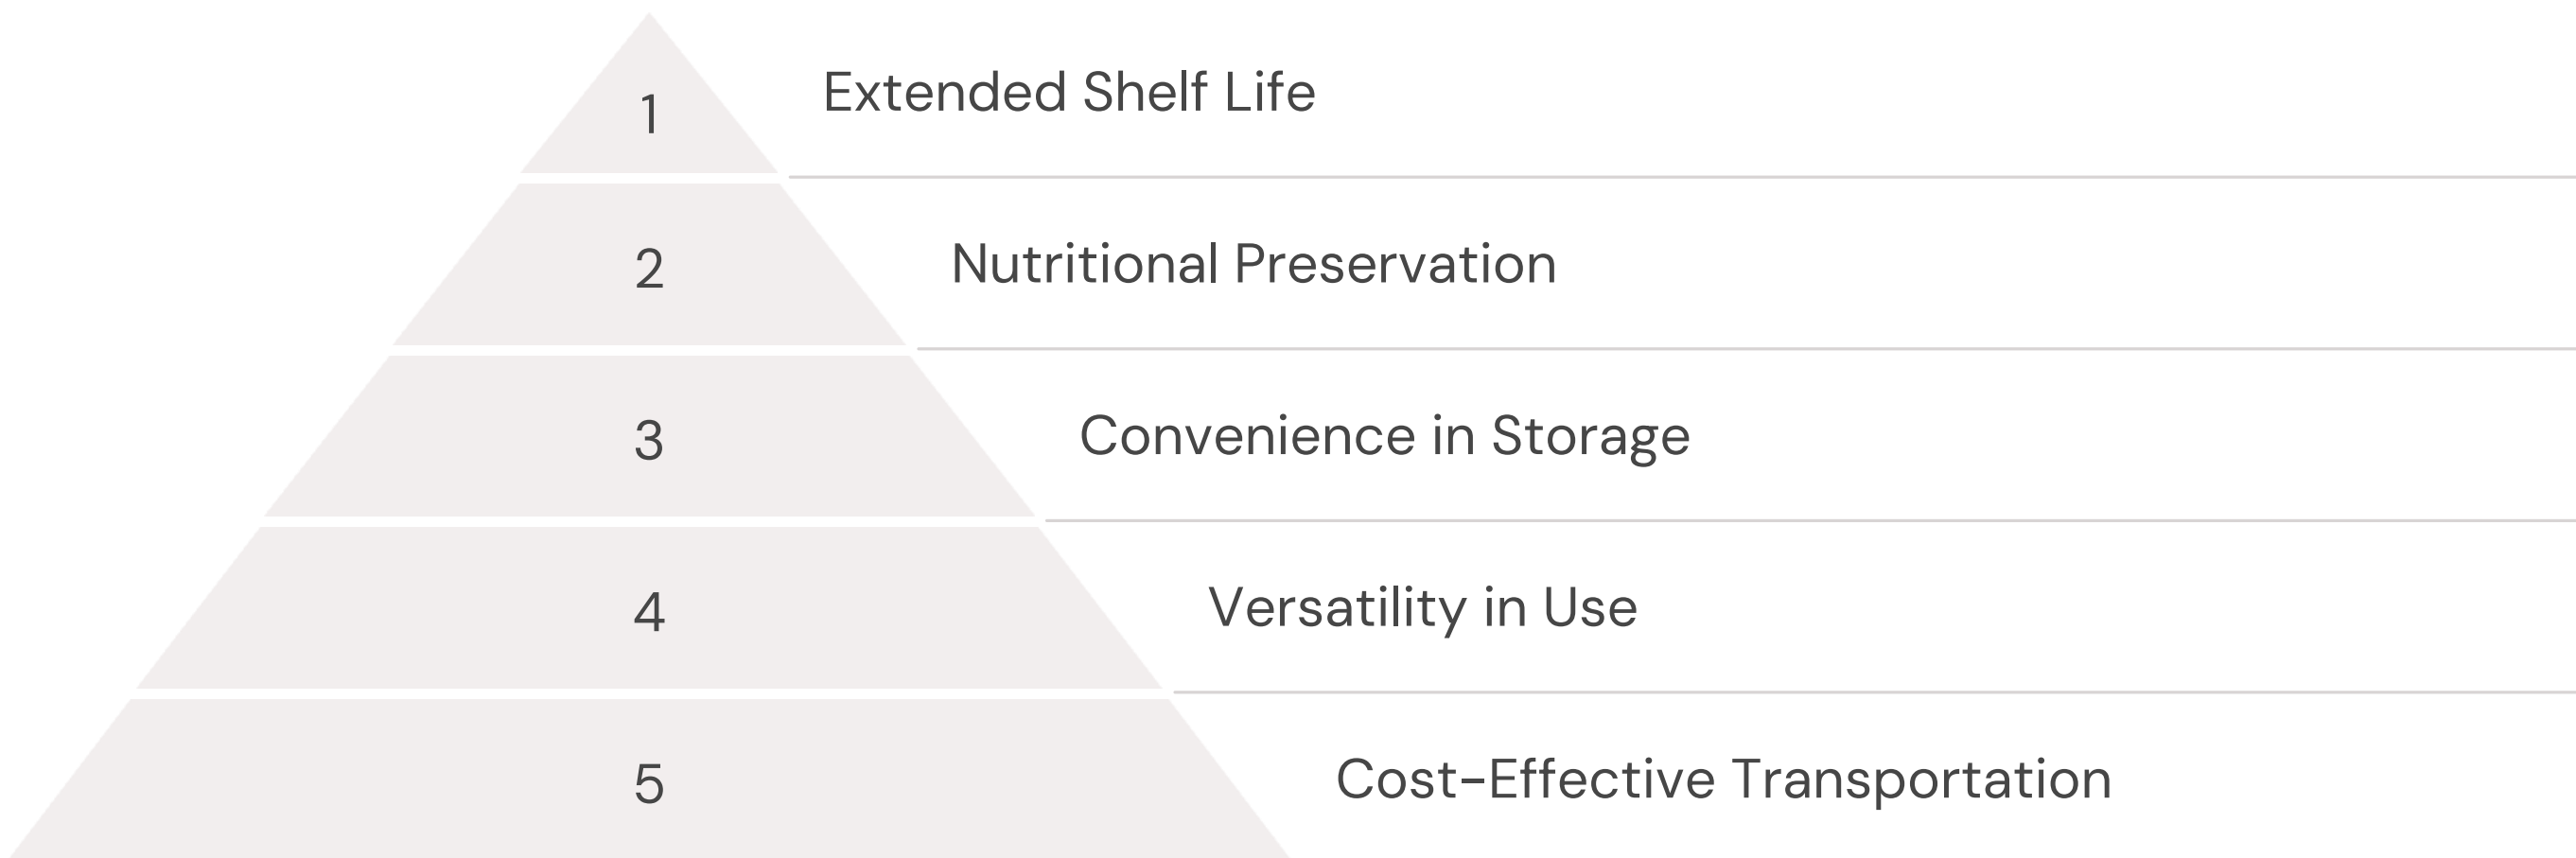 1
Extended Shelf Life
2
Nutritional Preservation
3
Convenience in Storage
4
Versatility in Use
5
Cost-Effective Transportation